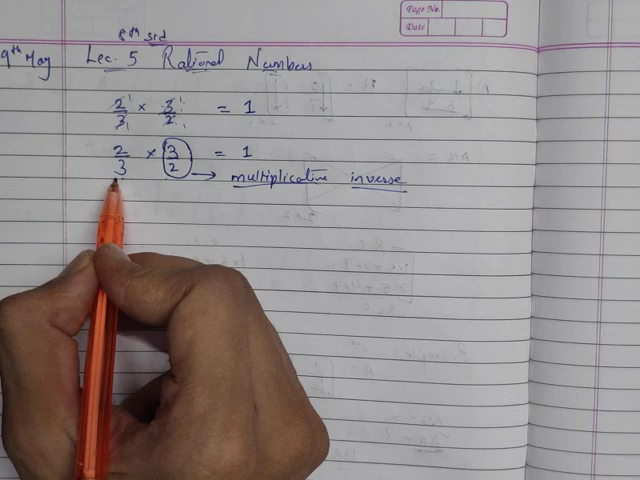 Page No.
Date
8th std
9th May Lec. 5 Rational Numbers
2/3 × 3/2 = 1
2/3 × 3/2 = 1
→ multiplicative inverse